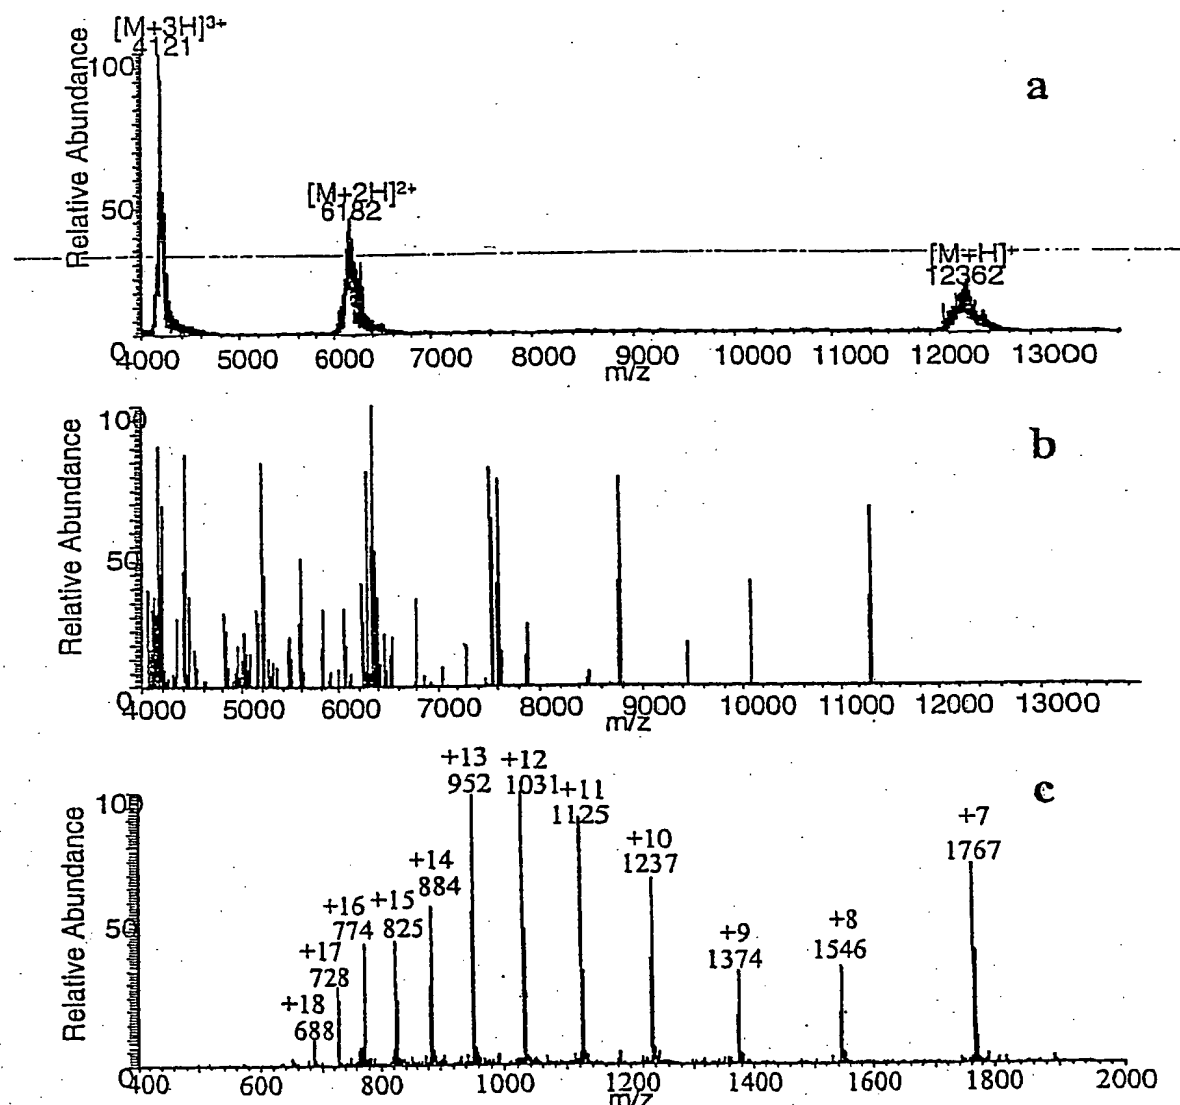 [M+3H]3+
4121
a
100
50
0
Relative Abundance
[M+2H]2+
6182
[M+H]+
12362
4000 5000 6000 7000 8000 9000 10000 11000 12000 13000
m/z
b
100
50
0
Relative Abundance
4000 5000 6000 7000 8000 9000 10000 11000 12000 13000
m/z
c
100
50
0
Relative Abundance
+18
688
+17
728
+16
774
+15
825
+14
884
+13
952
+12
1031
+11
1125
+10
1237
+9
1374
+8
1546
+7
1767
400 600 800 1000 1200 1400 1600 1800 2000
m/z